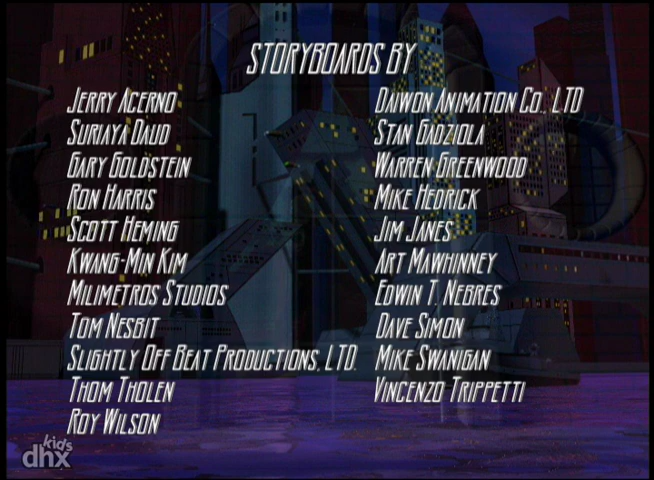 STORYBOARDS BY
JERRY ACERNO
SURIAYA DAUD
GARY GOLDSTEIN
RON HARRIS
SCOTT HEMING
KWANG-MIN KIM
MILIMETROS STUDIOS
TOM NESBIT
SLIGHTLY OFF BEAT PRODUCTIONS, LTD.
THOM THOLEN
ROY WILSON
DAIWON ANIMATION CO., LTD
STAN GADZIOLA
WARREN GREENWOOD
MIKE HEDRICK
JIM JANES
ART MAWHINNEY
EDWIN T. NEBRES
DAVE SIMON
MIKE SWANIGAN
VINCENZO TRIPPETTI
kids
dhx